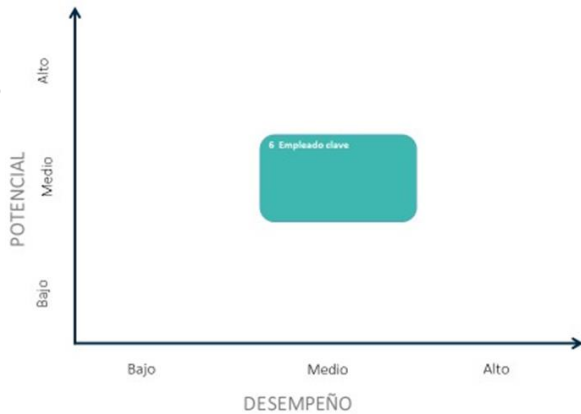 Alto
6 Empleado clave
POTENCIAL
Medio
Bajo
Bajo
Medio
Alto
DESEMPEÑO